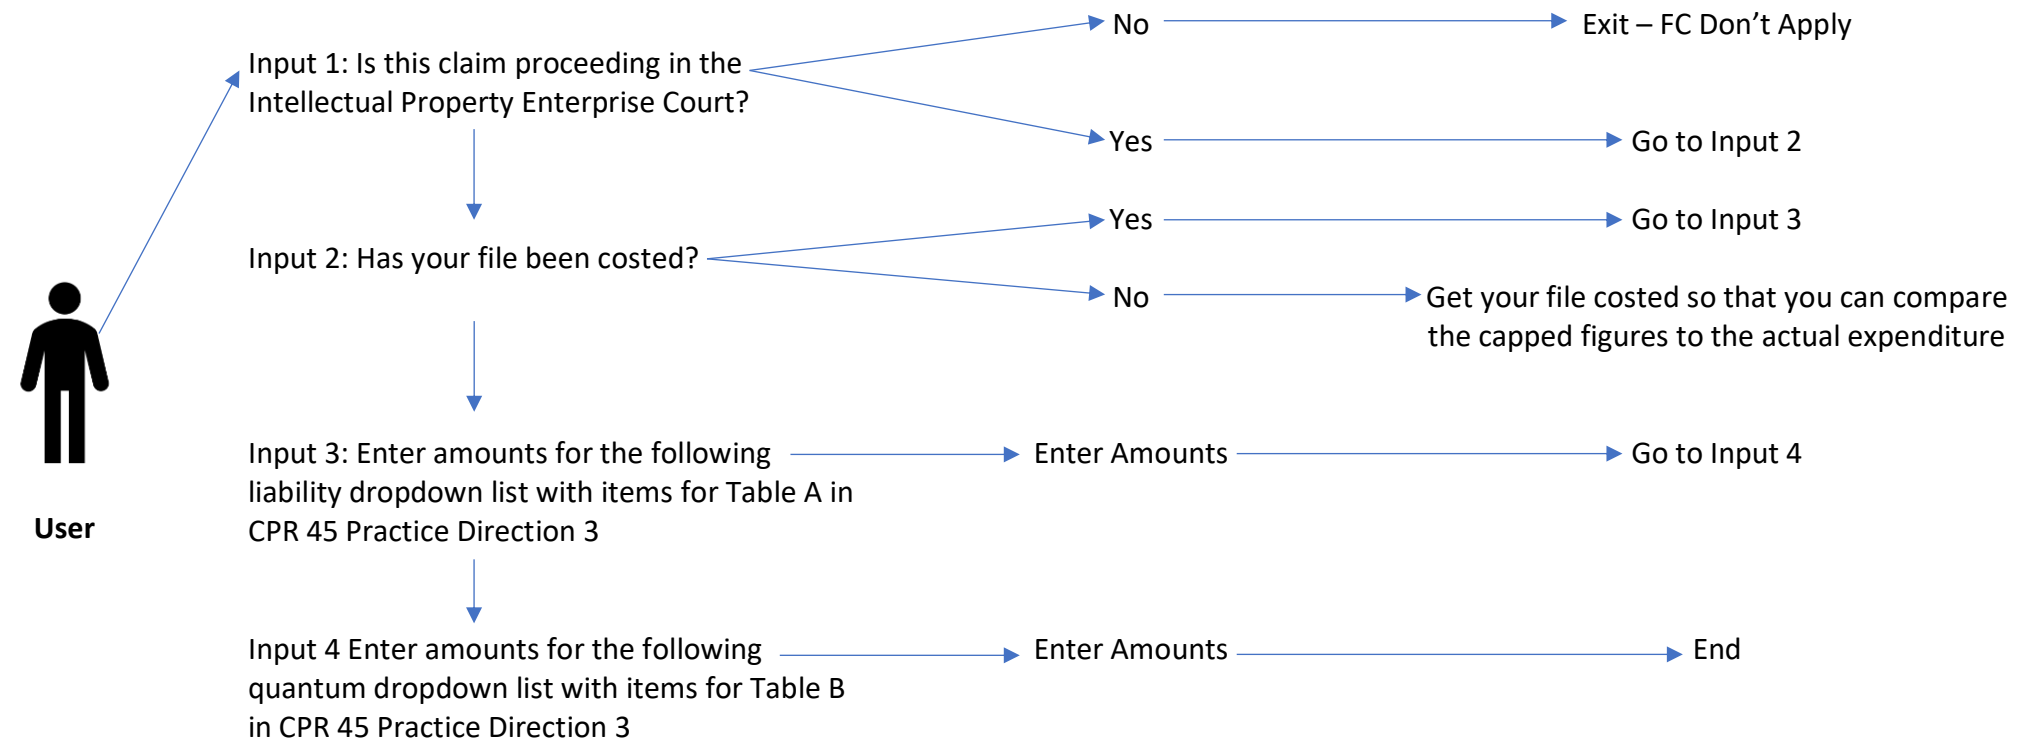 No
Exit – FC Don’t Apply
Input 1: Is this claim proceeding in the
Intellectual Property Enterprise Court?
Yes
Go to Input 2
Yes
Go to Input 3
Input 2: Has your file been costed?
No
Get your file costed so that you can compare
the capped figures to the actual expenditure
Input 3: Enter amounts for the following
liability dropdown list with items for Table A in
CPR 45 Practice Direction 3
Enter Amounts
Go to Input 4
User
Input 4 Enter amounts for the following
quantum dropdown list with items for Table B
in CPR 45 Practice Direction 3
Enter Amounts
End